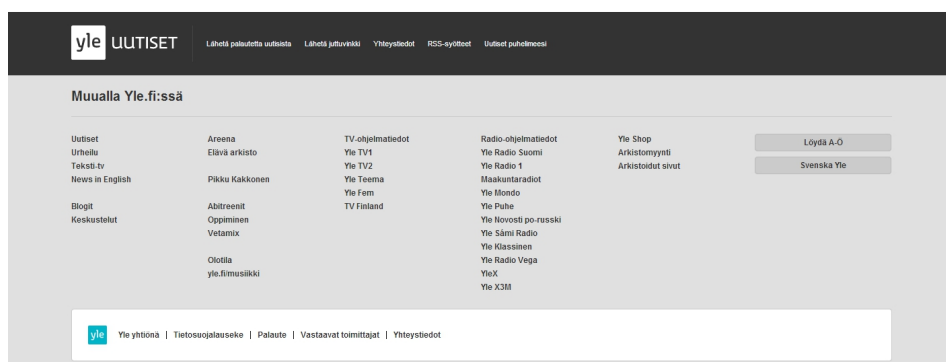 yle UUTISET
Lähetä palautetta uutisista Lähetä juttuvinkki Yhteystiedot RSS-syötteet Uutiset puhelimeesi
Muualla Yle.fi:ssä
Uutiset
Urheilu
Teksti-tv
News in English
Blogit
Keskustelut
Areena
Elävä arkisto
Pikku Kakkonen
Abitreenit
Oppiminen
Vetamix
Olotila
yle.fi/musiikki
TV-ohjelmatiedot
Yle TV1
Yle TV2
Yle Teema
Yle Fem
TV Finland
Radio-ohjelmatiedot
Yle Radio Suomi
Yle Radio 1
Maakuntaradiot
Yle Mondo
Yle Puhe
Yle Novosti po-russki
Yle Sámi Radio
Yle Klassinen
Yle Radio Vega
YleX
Yle X3M
Yle Shop
Arkistomyynti
Arkistoidut sivut
Löydä A-Ö
Svenska Yle
yle Yle yhtiönä | Tietosuojalauseke | Palaute | Vastaavat toimittajat | Yhteystiedot